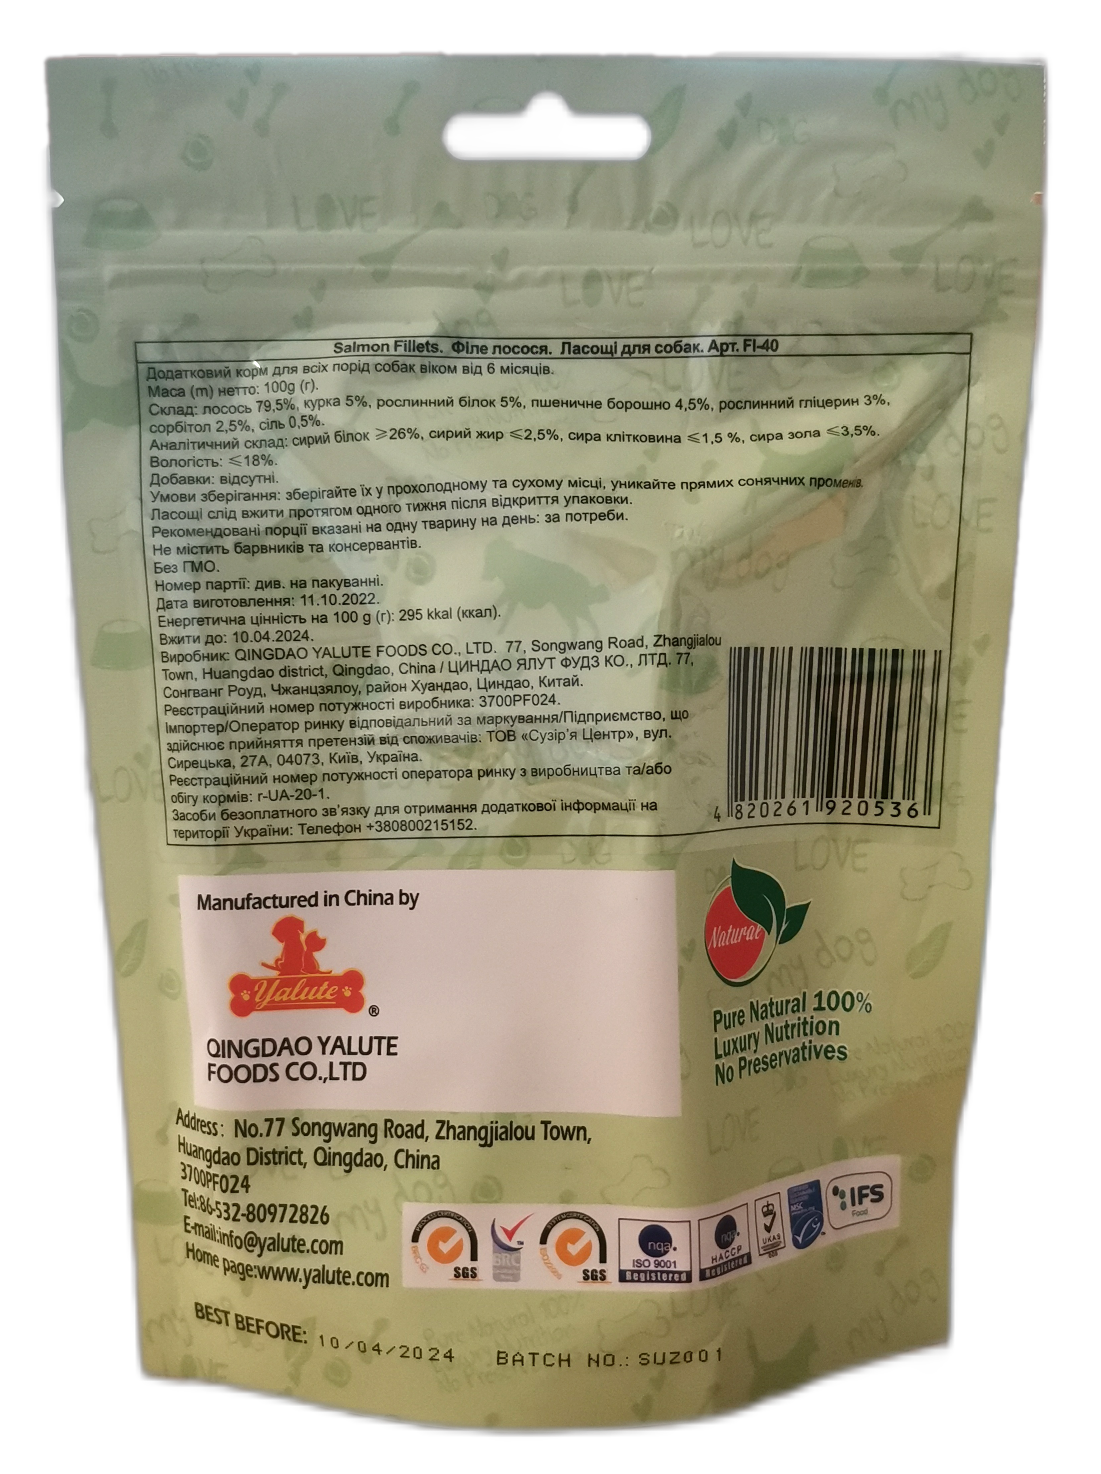 Salmon Fillets. Філе лосося. Ласощі для собак. Арт. FI-40
Додатковий корм для всіх порід собак віком від 6 місяців.
Маса (m) нетто: 100g (г).
Склад: лосось 79,5%, курка 5%, рослинний білок 5%, пшеничне борошно 4,5%, рослинний гліцерин 3%,
сорбітол 2,5%, сіль 0,5%.
Аналітичний склад: сирий білок ≥26%, сирий жир ≤2,5%, сира клітковина ≤1,5 %, сира зола ≤3,5%.
Вологість: ≤18%.
Добавки: відсутні.
Умови зберігання: зберігайте їх у прохолодному та сухому місці, уникайте прямих сонячних променів.
Ласощі слід вжити протягом одного тижня після відкриття упаковки.
Рекомендовані порції вказані на одну тварину на день: за потреби.
Не містить барвників та консервантів.
Без ГМО.
Номер партії: див. на пакуванні.
Дата виготовлення: 11.10.2022.
Енергетична цінність на 100 g (г): 295 kkal (ккал).
Вжити до: 10.04.2024.
Виробник: QINGDAO YALUTE FOODS CO., LTD. 77, Songwang Road, Zhangjialou
Town, Huangdao district, Qingdao, China / ЦИНДАО ЯЛУТ ФУДЗ КО., ЛТД. 77,
Сонгванг Роуд, Чжанцзялоу, район Хуандао, Циндао, Китай.
Реєстраційний номер потужності виробника: 3700PF024.
Імпортер/Оператор ринку відповідальний за маркування/Підприємство, що
здійснює прийняття претензій від споживачів: ТОВ «Сузір'я Центр», вул.
Сирецька, 27А, 04073, Київ, Україна.
Реєстраційний номер потужності оператора ринку з виробництва та/або
обігу кормів: r-UA-20-1.
Засоби безоплатного зв'язку для отримання додаткової інформації на
території України: Телефон +380800215152.
4 820261 920536
Manufactured in China by
Yalute ®
QINGDAO YALUTE
FOODS CO.,LTD
Natural
Pure Natural 100%
Luxury Nutrition
No Preservatives
Address: No.77 Songwang Road, Zhangjialou Town,
Huangdao District, Qingdao, China
3700PF024
Tel:86-532-80972826
E-mail:info@yalute.com
Home page:www.yalute.com
SGS
BRC
SGS
nqa.
ISO 9001
Registered
nqa.
HACCP
Registered
UKAS
MSC
IFS
Food
BEST BEFORE: 10/04/2024 BATCH NO.: SUZ001